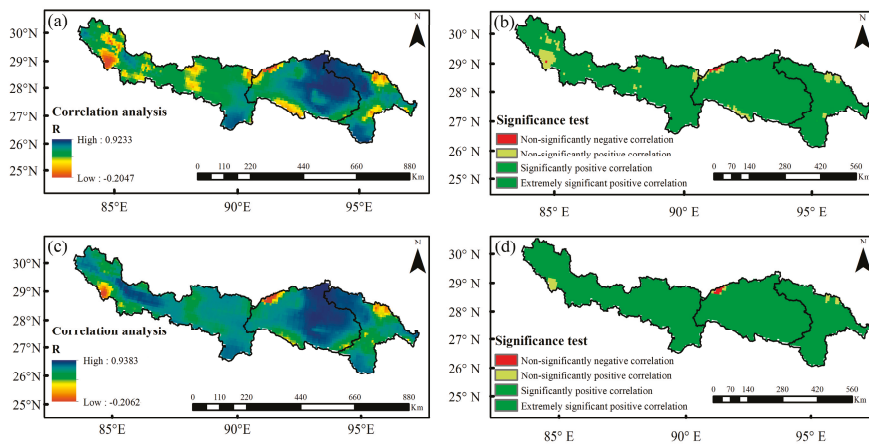 (a)
N
30°N
29°N
28°N
27°N
26°N
25°N
Correlation analysis
R
High : 0.9233
Low : -0.2047
0 110 220 440 660 880
Km
85°E 90°E 95°E
(b)
N
30°N
29°N
28°N
27°N
26° N
25° N
Significance test
Non-significantly negative correlation
Non-significantly positive correlation
Significantly positive correlation
Extremely significant positive correlation
0 70 140 280 420 560
Km
85° E 90° E 95° E
(c)
N
30°N
29°N
28°N
27°N
26°N
25°N
Correlation analysis
R
High : 0.9383
Low : -0.2062
0 110 220 440 660 880
Km
85°E 90°E 95°E
(d)
N
30°N
29°N
28°N
27°N
26°N
25°N
Significance test
Non-significantly negative correlation
Non-significantly positive correlation
Significantly positive correlation
Extremely significant positive correlation
0 70 140 280 420 560
Km
85° E 90° E 95° E